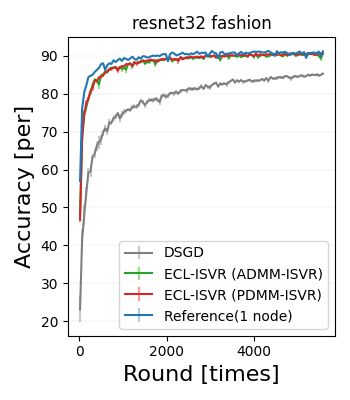 resnet32 fashion
Accuracy [per]
90
80
70
60
50
40
30
20
DSGD
ECL-ISVR (ADMM-ISVR)
ECL-ISVR (PDMM-ISVR)
Reference(1 node)
0 2000 4000
Round [times]